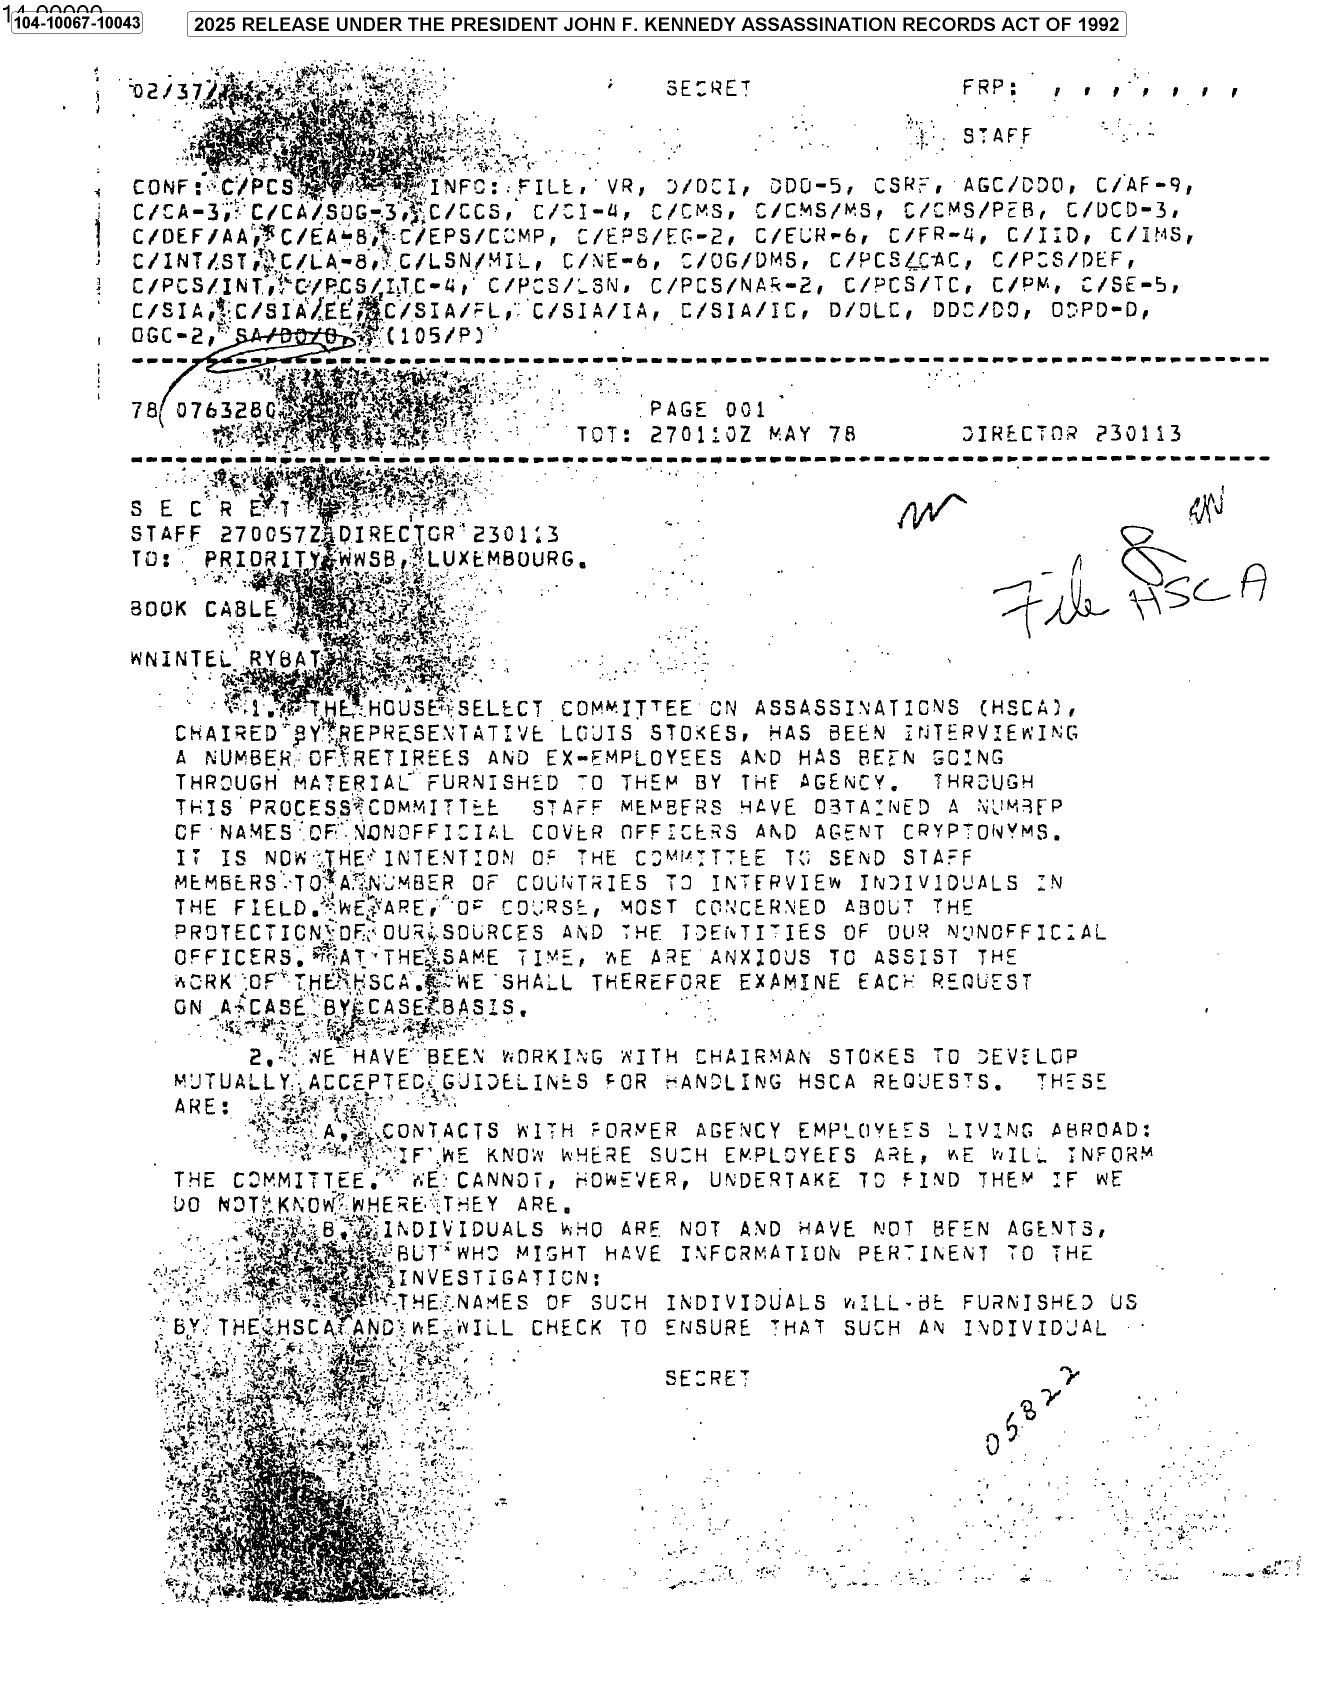 104-10067-10043
2025 RELEASE UNDER THE PRESIDENT JOHN F. KENNEDY ASSASSINATION RECORDS ACT OF 1992
02/37/ SECRET FRP: , , , , , , ,
STAFF
CONF: C/PCS INFO: FILE, VR, D/DCI, DDO-5, CSRF, AGC/DDO, C/AF-9,
C/CA-3, C/CA/SOG-3, C/CCS, C/CI-4, C/CMS, C/CMS/MS, C/CMS/PEB, C/DCD-3,
C/DEF/AA, C/EA-8, C/EPS/COMP, C/EPS/EG-2, C/EUR-6, C/FR-4, C/IID, C/IMS,
C/INT/ST, C/LA-8, C/LSN/MIL, C/NE-6, C/OG/DMS, C/PCS/CAC, C/PCS/DEF,
C/PCS/INT, C/PCS/ITC-4, C/PCS/LSN, C/PCS/NAR-2, C/PCS/TC, C/PM, C/SE-5,
C/SIA, C/SIA/EE, C/SIA/FL, C/SIA/IA, C/SIA/IC, D/OLC, DDO/DO, ODPD-D,
OGC-2, SA/DO/O, (105/P)
78 0763280 PAGE 001
TOT: 270110Z MAY 78 DIRECTOR 230113
S E C R E T
STAFF 270057Z DIRECTOR 230113
TO: PRIORITY WWSB, LUXEMBOURG.
BOOK CABLE
File & HSCA
WNINTEL RYBAT
1. THE HOUSE SELECT COMMITTEE ON ASSASSINATIONS (HSCA),
CHAIRED BY REPRESENTATIVE LOUIS STOKES, HAS BEEN INTERVIEWING
A NUMBER OF RETIREES AND EX-EMPLOYEES AND HAS BEEN GOING
THROUGH MATERIAL FURNISHED TO THEM BY THE AGENCY. THROUGH
THIS PROCESS COMMITTEE STAFF MEMBERS HAVE OBTAINED A NUMBER
OF NAMES OF NONOFFICIAL COVER OFFICERS AND AGENT CRYPTONYMS.
IT IS NOW THE INTENTION OF THE COMMITTEE TO SEND STAFF
MEMBERS TO A NUMBER OF COUNTRIES TO INTERVIEW INDIVIDUALS IN
THE FIELD. WE ARE, OF COURSE, MOST CONCERNED ABOUT THE
PROTECTION OF OUR SOURCES AND THE IDENTITIES OF OUR NONOFFICIAL
OFFICERS. AT THE SAME TIME, WE ARE ANXIOUS TO ASSIST THE
WORK OF THE HSCA. WE SHALL THEREFORE EXAMINE EACH REQUEST
ON A CASE BY CASE BASIS.
2. WE HAVE BEEN WORKING WITH CHAIRMAN STOKES TO DEVELOP
MUTUALLY ACCEPTED GUIDELINES FOR HANDLING HSCA REQUESTS. THESE
ARE:
A. CONTACTS WITH FORMER AGENCY EMPLOYEES LIVING ABROAD:
IF WE KNOW WHERE SUCH EMPLOYEES ARE, WE WILL INFORM
THE COMMITTEE. WE CANNOT, HOWEVER, UNDERTAKE TO FIND THEM IF WE
DO NOT KNOW WHERE THEY ARE.
B. INDIVIDUALS WHO ARE NOT AND HAVE NOT BEEN AGENTS,
BUT WHO MIGHT HAVE INFORMATION PERTINENT TO THE
INVESTIGATION:
THE NAMES OF SUCH INDIVIDUALS WILL BE FURNISHED US
BY THE HSCA AND WE WILL CHECK TO ENSURE THAT SUCH AN INDIVIDUAL
SECRET
05822